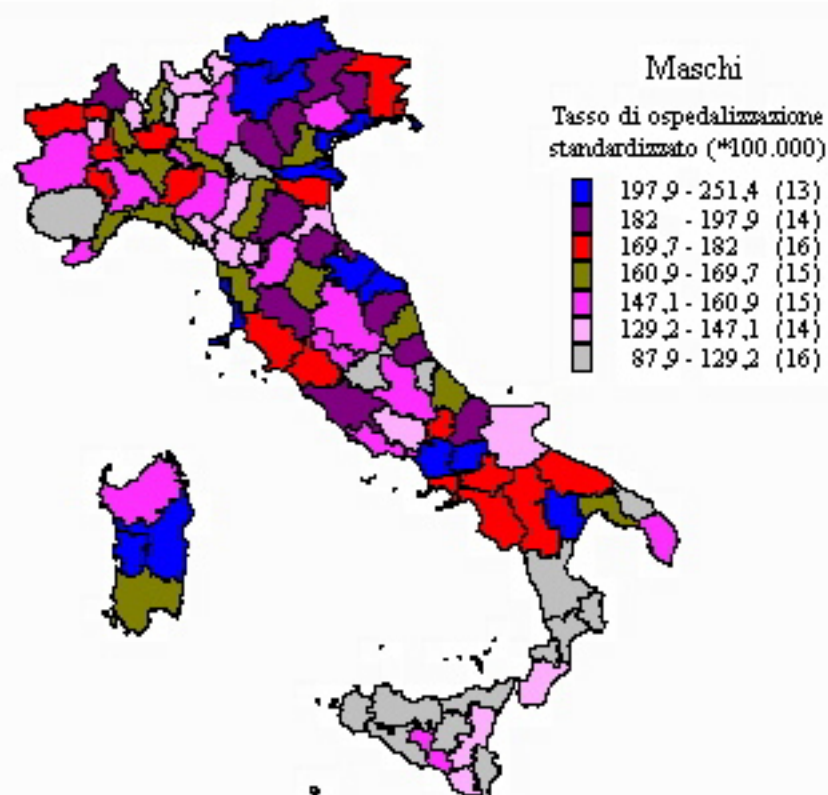 Maschi
Tasso di ospedalizzazione
standardizzato (*100.000)
197,9 - 251,4 (13)
182 - 197,9 (14)
169,7 - 182 (16)
160,9 - 169,7 (15)
147,1 - 160,9 (15)
129,2 - 147,1 (14)
87,9 - 129,2 (16)